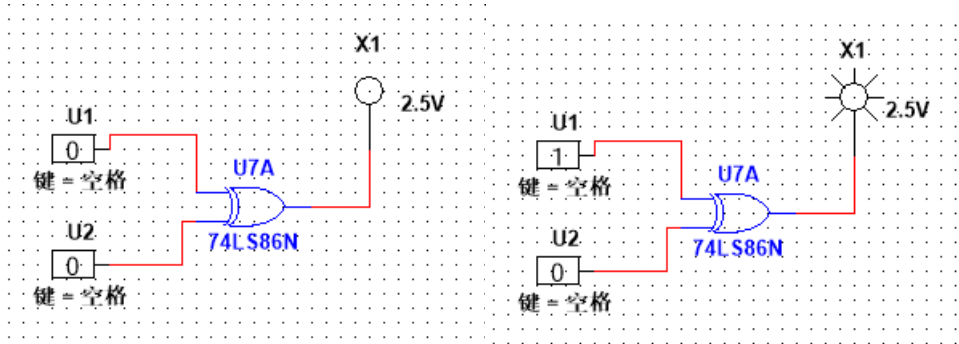 X1
2.5V
U1
0
键 = 空格
U7A
U2
74LS86N
0
键 = 空格
X1
2.5V
U1
1
键 = 空格
U7A
U2
74LS86N
0
键 = 空格